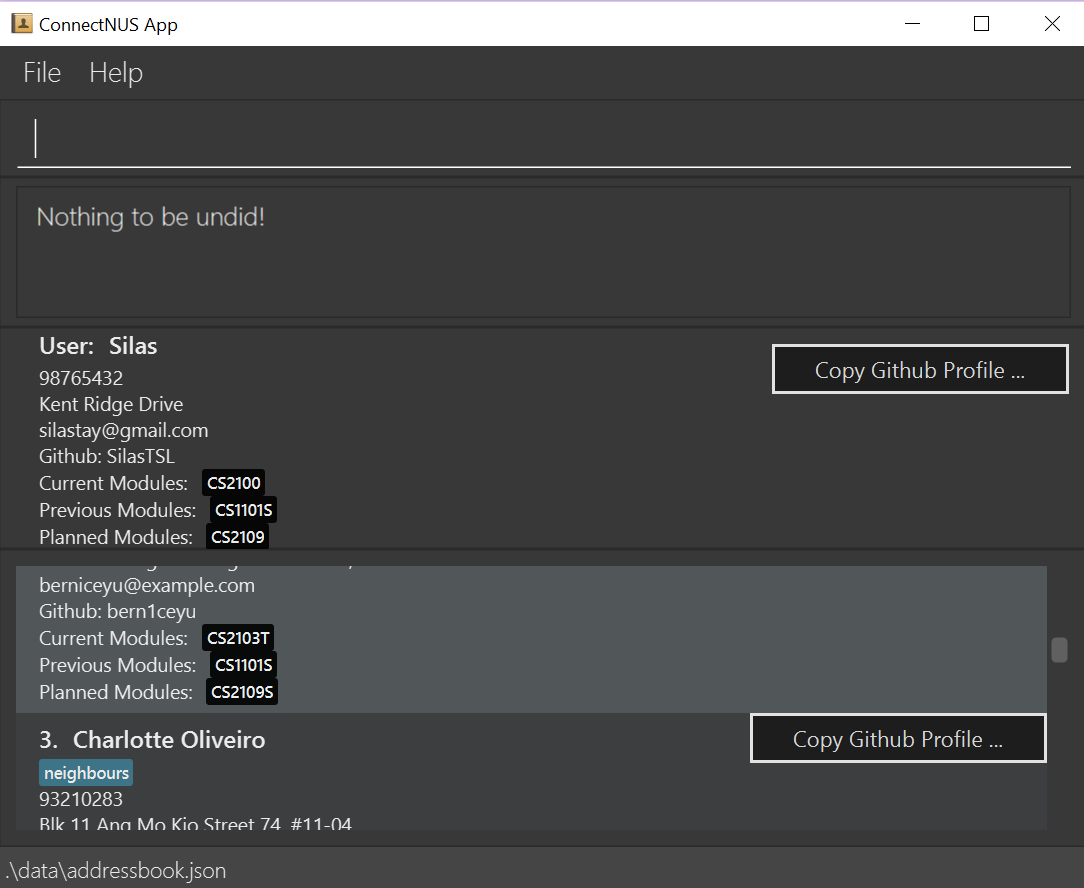 ConnectNUS App
File Help
Nothing to be undid!
User: Silas
Copy Github Profile ...
98765432
Kent Ridge Drive
silastay@gmail.com
Github: SilasTSL
Current Modules: CS2100
Previous Modules: CS1101S
Planned Modules: CS2109
berniceyu@example.com
Github: bern1ceyu
Current Modules: CS2103T
Previous Modules: CS1101S
Planned Modules: CS2109S
3. Charlotte Oliveiro
Copy Github Profile ...
neighbours
93210283
Blk 11 Ang Mo Kio Street 74, #11-04
.\data\addressbook.json